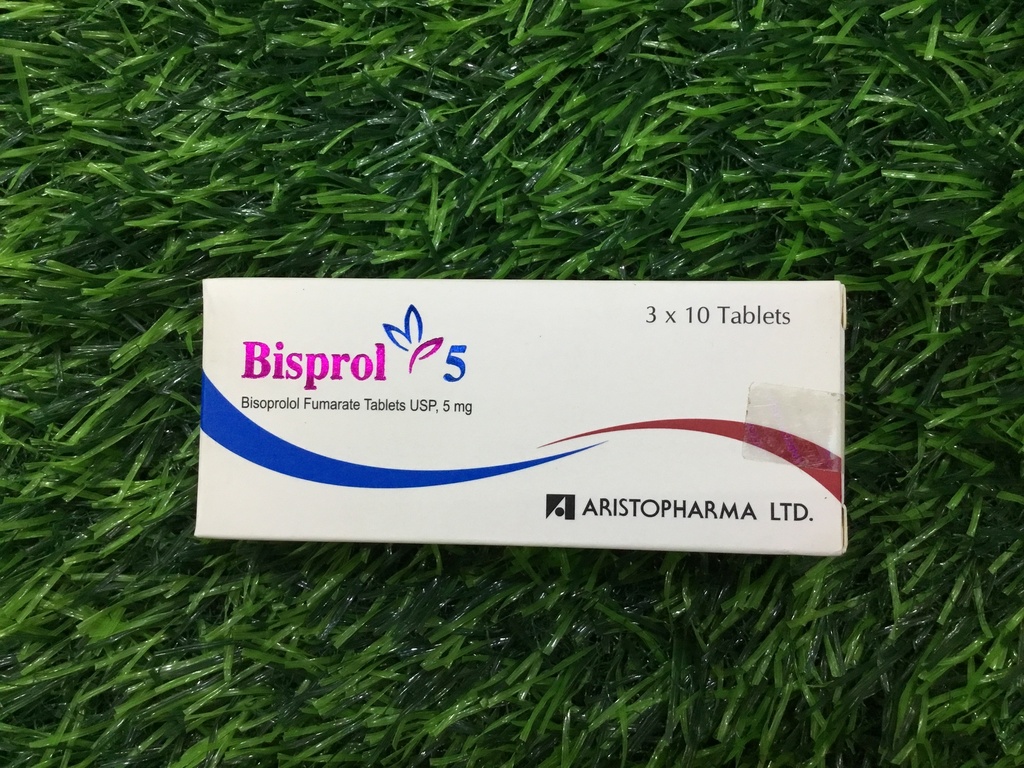 3 x 10 Tablets
Bisprol 5
Bisoprolol Fumarate Tablets USP, 5 mg
ARISTOPHARMA LTD.